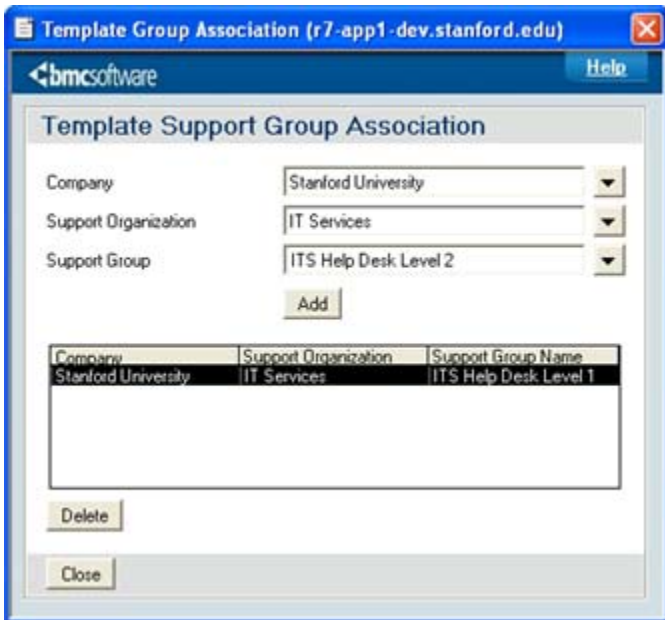 Template Group Association (r7-app1-dev.stanford.edu)
bmcsoftware
Help
Template Support Group Association
Company Stanford University
Support Organization IT Services
Support Group ITS Help Desk Level 2
Add
Company Support Organization Support Group Name
Stanford University IT Services ITS Help Desk Level 1
Delete
Close